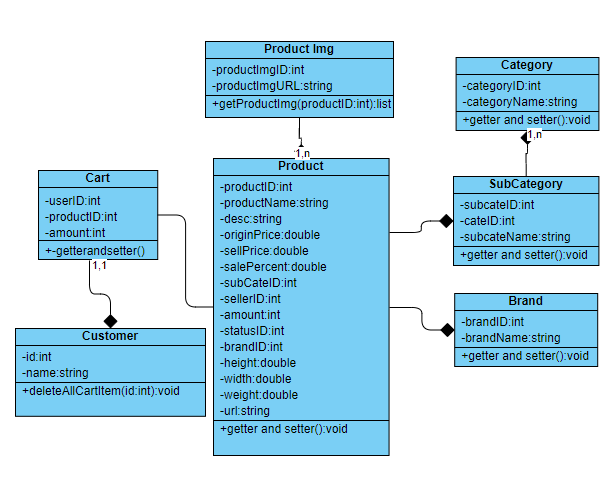 Product Img
-productImgID:int
-productImgURL:string
+getProductImg(productID:int):list
1,n
Category
-categoryID:int
-categoryName:string
+getter and setter():void
1,n
Product
-productID:int
-productName:string
-desc:string
-originPrice:double
-sellPrice:double
-salePercent:double
-subCateID:int
-sellerID:int
-amount:int
-statusID:int
-brandID:int
-height:double
-width:double
-weight:double
-url:string
+getter and setter():void
Cart
-userID:int
-productID:int
-amount:int
+-getterandsetter()
1,1
SubCategory
-subcateID:int
-cateID:int
-subcateName:string
+getter and setter():void
Brand
-brandID:int
-brandName:string
+getter and setter():void
Customer
-id:int
-name:string
+deleteAllCartItem(id:int):void